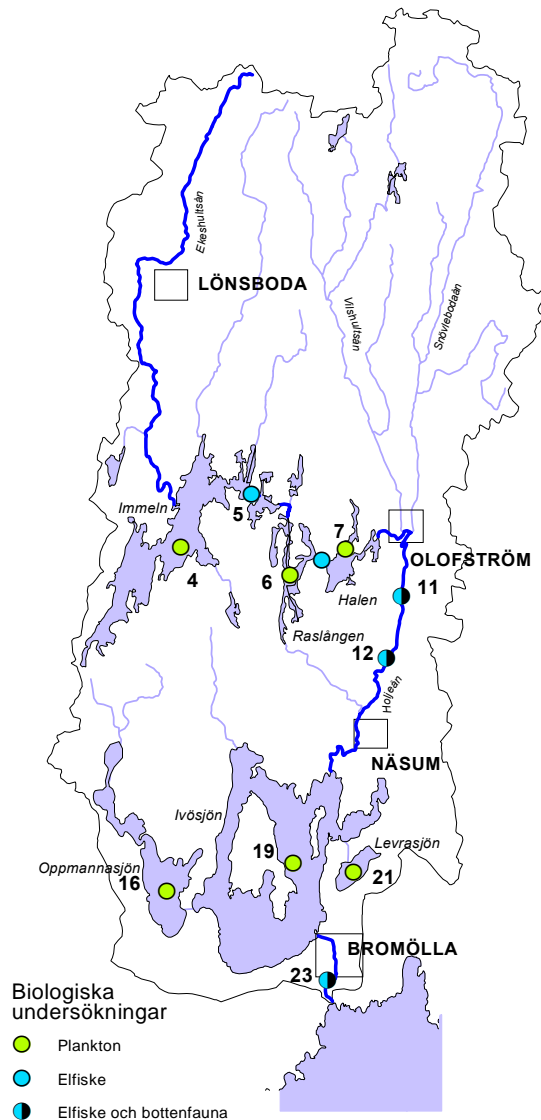 Ekeshultsån
LÖNSBODA
Vilshultsån
Snövlebodaån
Immeln
5
7
4
6
OLOFSTRÖM
11
Halen
Raslången
12
Holjeån
NÄSUM
Ivösjön
19
Levrasjön
Oppmannasjön
16
21
BROMÖLLA
23
Biologiska
undersökningar
Plankton
Elfiske
Elfiske och bottenfauna